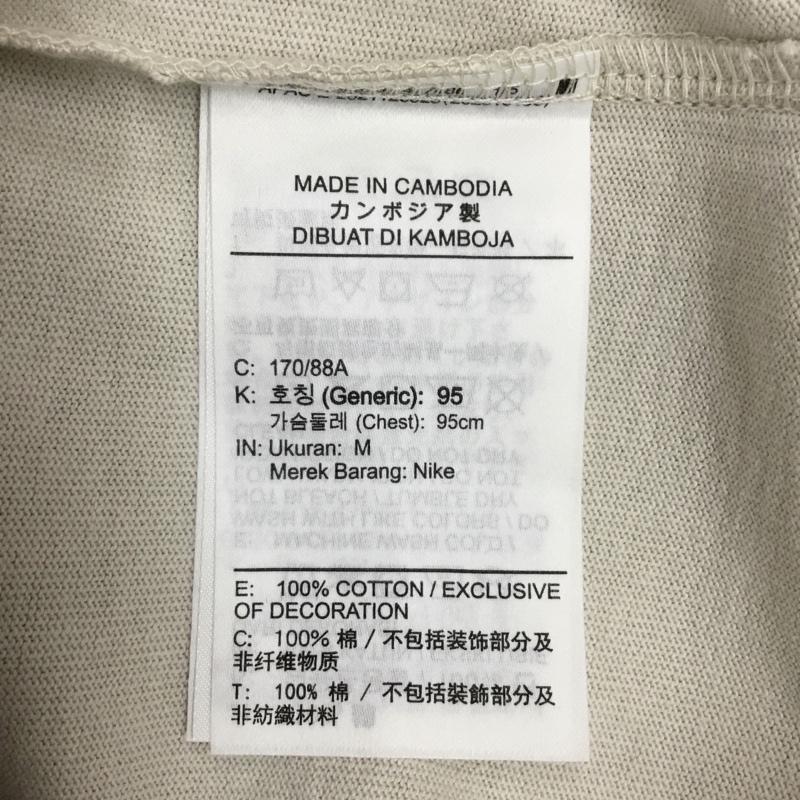 MADE IN CAMBODIA
カンボジア製
DIBUAT DI KAMBOJA
C: 170/88A
K: 호칭 (Generic): 95
가슴둘레 (Chest): 95cm
IN: Ukuran: M
Merek Barang: Nike
E: 100% COTTON / EXCLUSIVE
OF DECORATION
C: 100% 棉 / 不包括装饰部分及
非纤维物质
T: 100% 棉 / 不包括裝飾部分及
非紡織材料